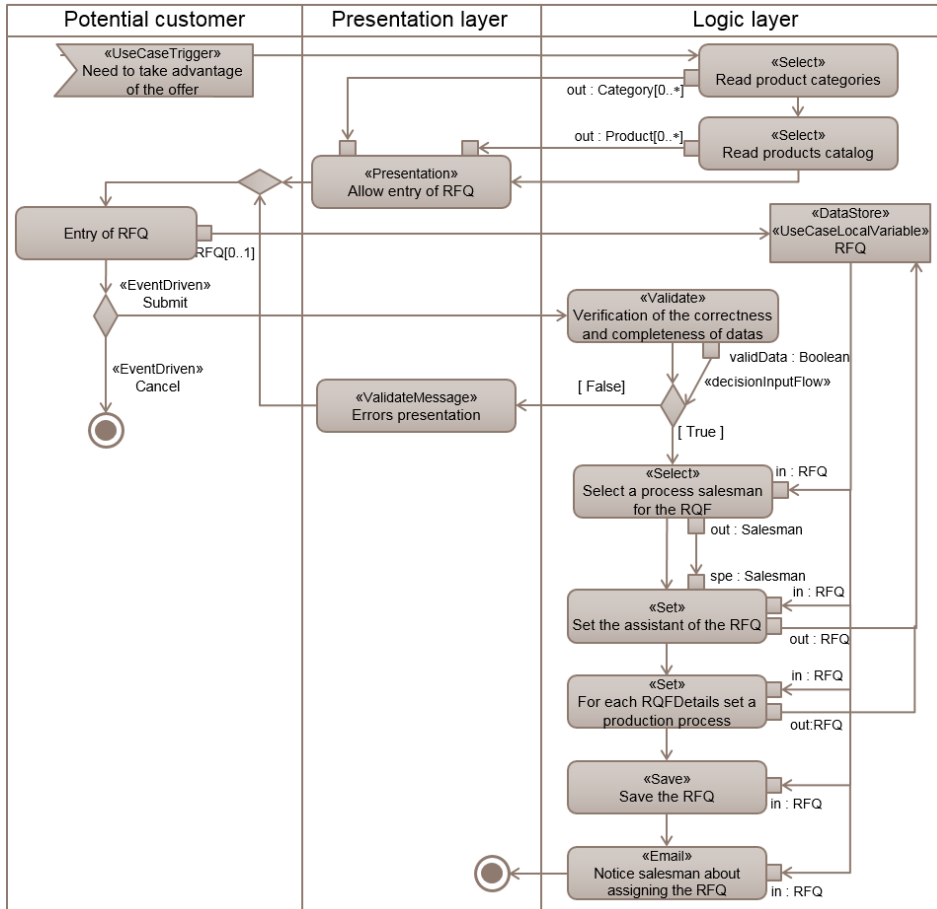 Potential customer
Presentation layer
Logic layer
«UseCaseTrigger»
Need to take advantage
of the offer
«Select»
Read product categories
out : Category[0..*]
out : Product[0..*]
«Select»
Read products catalog
«Presentation»
Allow entry of RFQ
Entry of RFQ
RFQ[0..1]
«DataStore»
«UseCaseLocalVariable»
RFQ
«EventDriven»
Submit
«Validate»
Verification of the correctness
and completeness of datas
validData : Boolean
«EventDriven»
Cancel
«decisionInputFlow»
[ False]
«ValidateMessage»
Errors presentation
[ True ]
«Select»
Select a process salesman
for the RQF
in : RFQ
out : Salesman
spe : Salesman
in : RFQ
«Set»
Set the assistant of the RFQ
out : RFQ
in : RFQ
«Set»
For each RQFDetails set a
production process
out:RFQ
«Save»
Save the RFQ
in : RFQ
«Email»
Notice salesman about
assigning the RFQ
in : RFQ